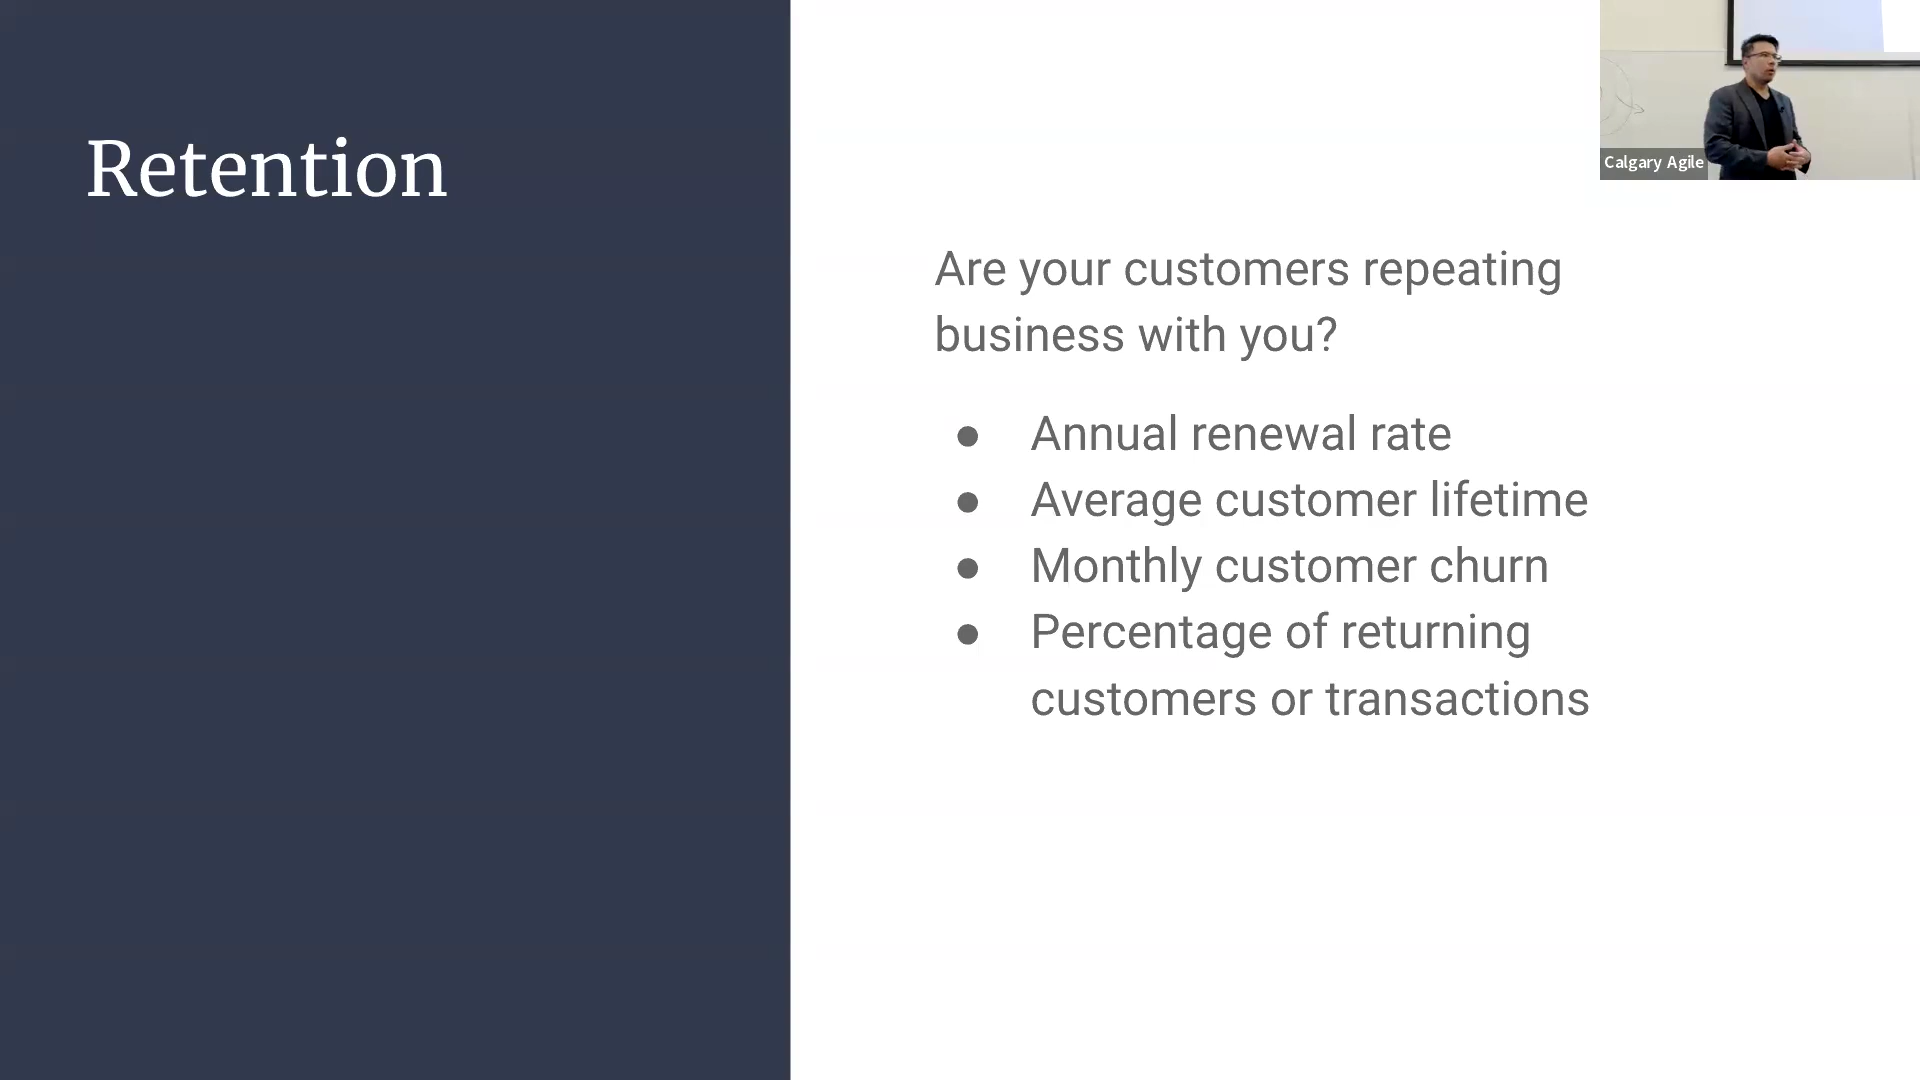 Retention
Calgary Agile
Are your customers repeating
business with you?
● Annual renewal rate
● Average customer lifetime
● Monthly customer churn
● Percentage of returning
customers or transactions